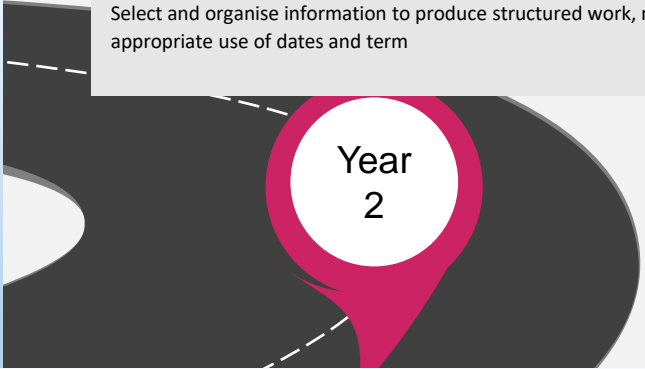 Select and organise information to produce structured work,
appropriate use of dates and term
Year
2